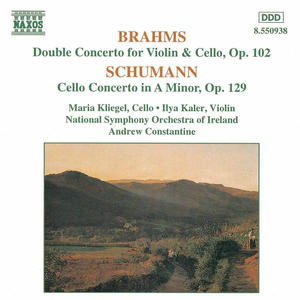 NAXOS
DDD
8.550938
BRAHMS
Double Concerto for Violin & Cello, Op. 102
SCHUMANN
Cello Concerto in A Minor, Op. 129
Maria Kliegel, Cello • Ilya Kaler, Violin
National Symphony Orchestra of Ireland
Andrew Constantine